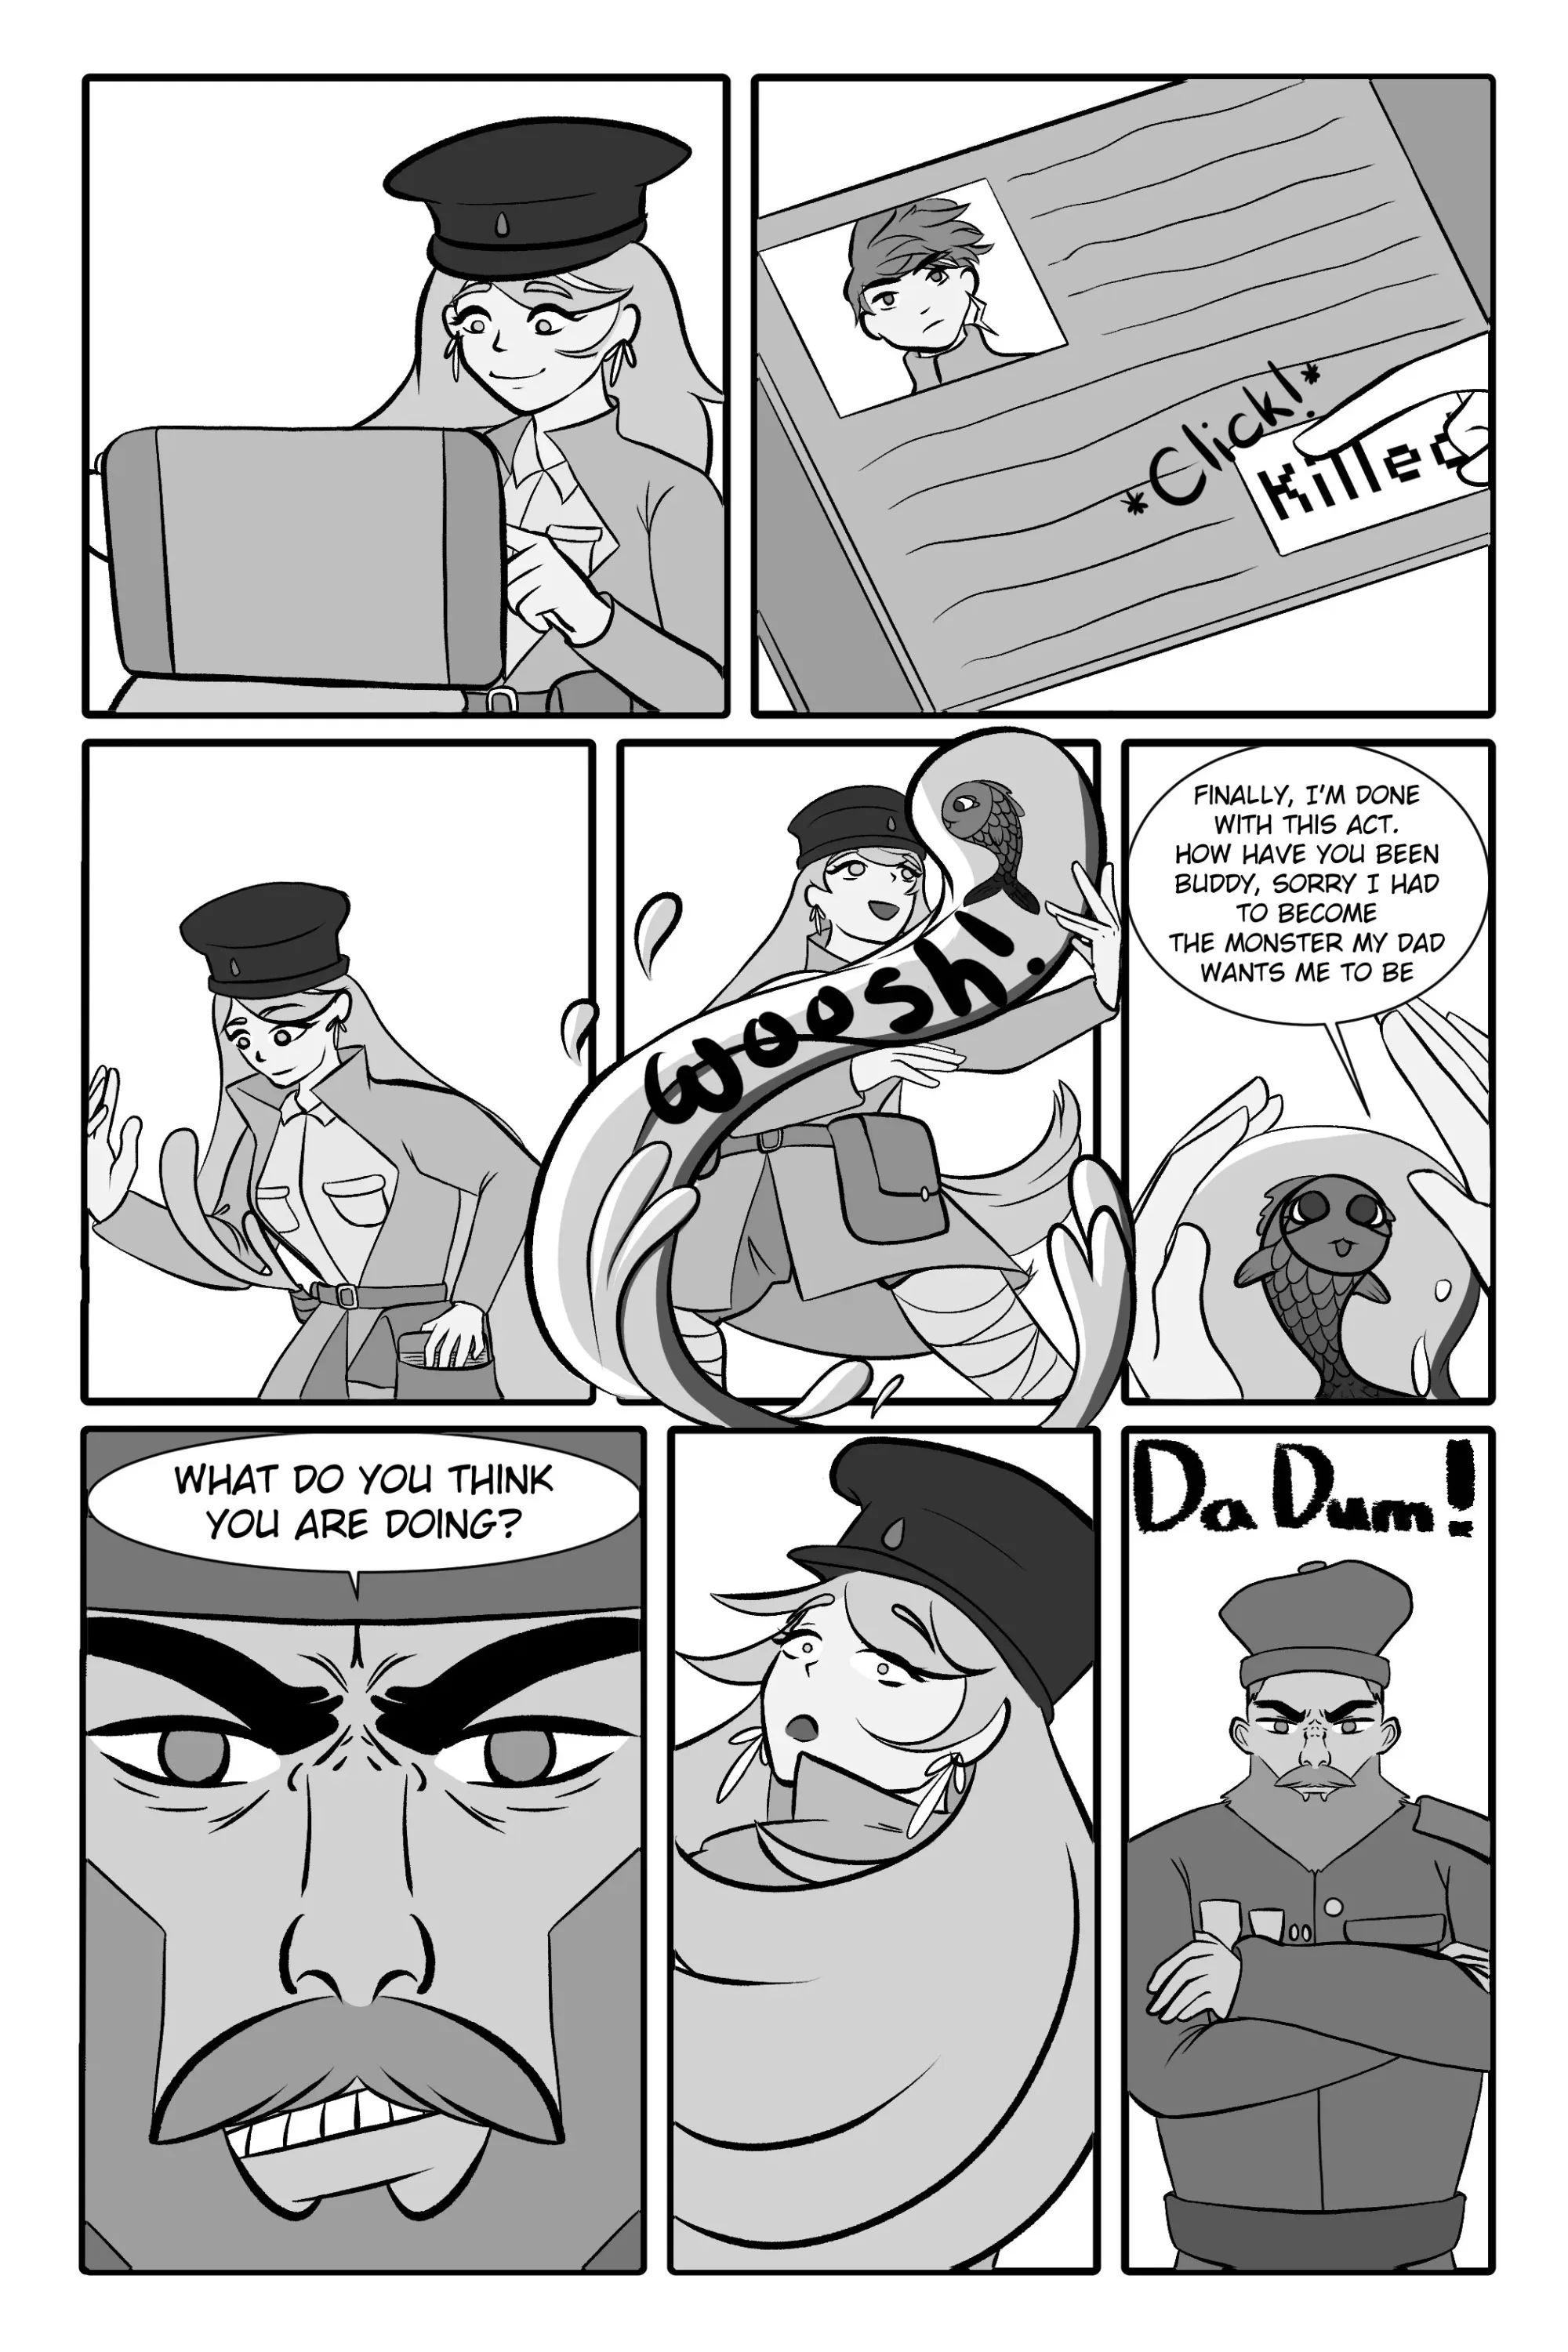 *Click!*
Killed
Woosh!
FINALLY, I'M DONE
WITH THIS ACT.
HOW HAVE YOU BEEN
BUDDY, SORRY I HAD
TO BECOME
THE MONSTER MY DAD
WANTS ME TO BE
WHAT DO YOU THINK
YOU ARE DOING?
Da Dum!